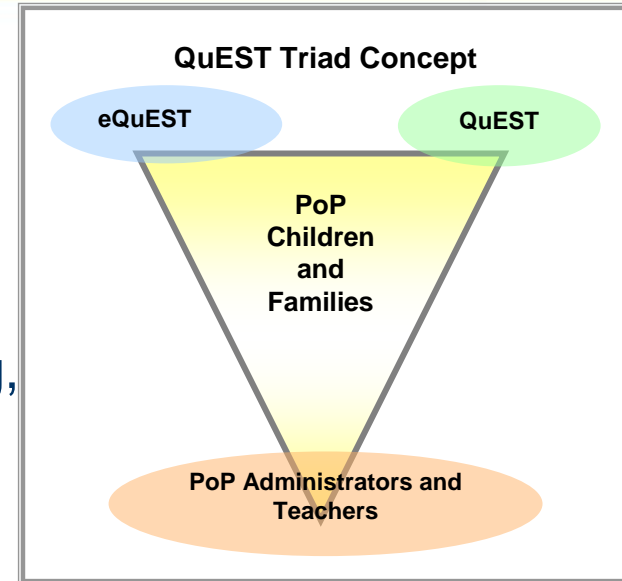 QuEST Triad Concept
eQuEST
QuEST
PoP
Children
and
Families
PoP Administrators and
Teachers